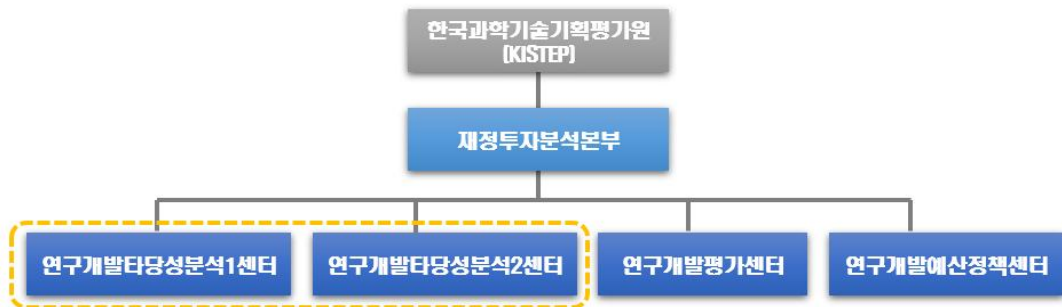 한국과학기술기획평가원
(KISTEP)
재정투자분석본부
연구개발타당성분석1센터
연구개발타당성분석2센터
연구개발평가센터
연구개발예산정책센터